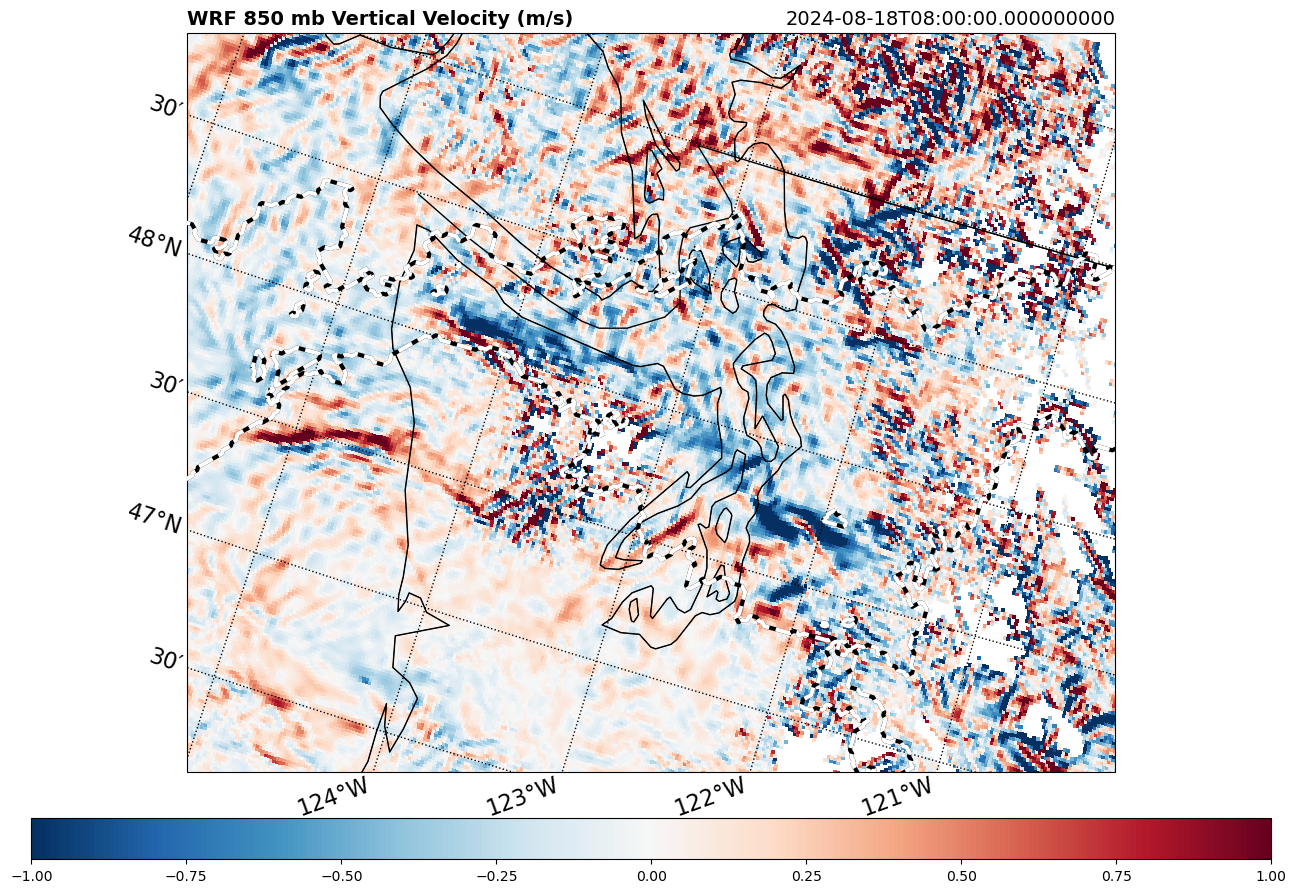 WRF 850 mb Vertical Velocity (m/s)
2024-08-18T08:00:00.000000000
30′
48°N
30′
47°N
30′
124°W
123°W
122°W
121°W
−1.00
−0.75
−0.50
−0.25
0.00
0.25
0.50
0.75
1.00